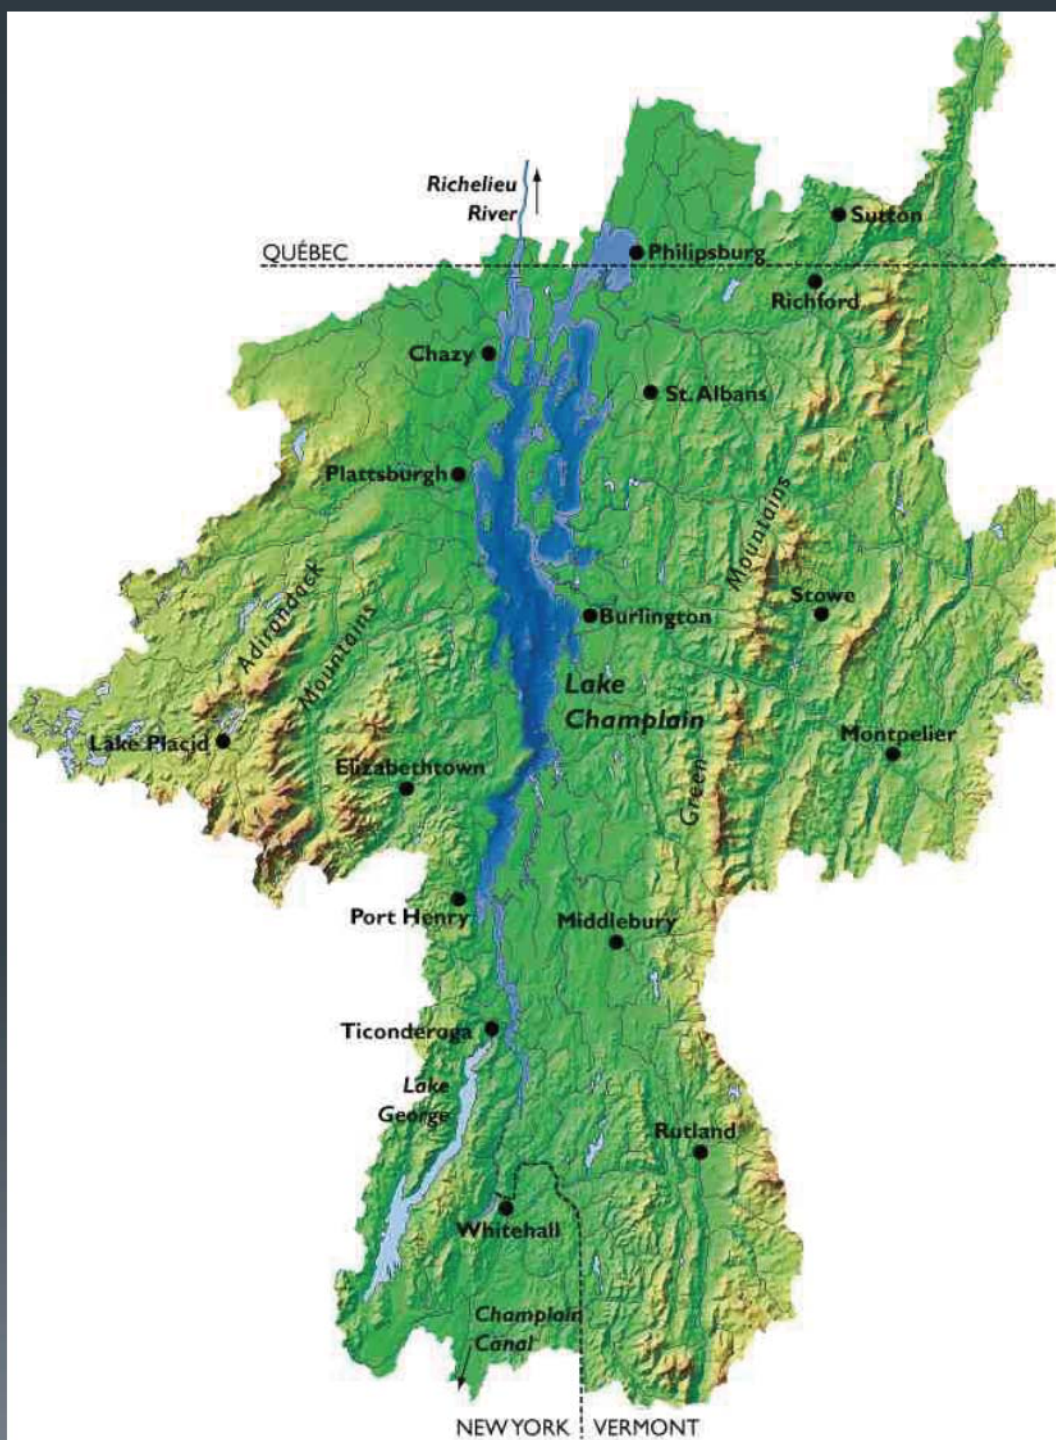 Richelieu
River
Sutton
QUÉBEC
Philipsburg
Richford
Chazy
St. Albans
Plattsburgh
Mountains
Adirondack
Mountains
Stowe
Burlington
Lake
Champlain
Lake Placid
Montpelier
Elizabethtown
Green
Port Henry
Middlebury
Ticonderoga
Lake
George
Rutland
Whitehall
Champlain
Canal
NEW YORK
VERMONT